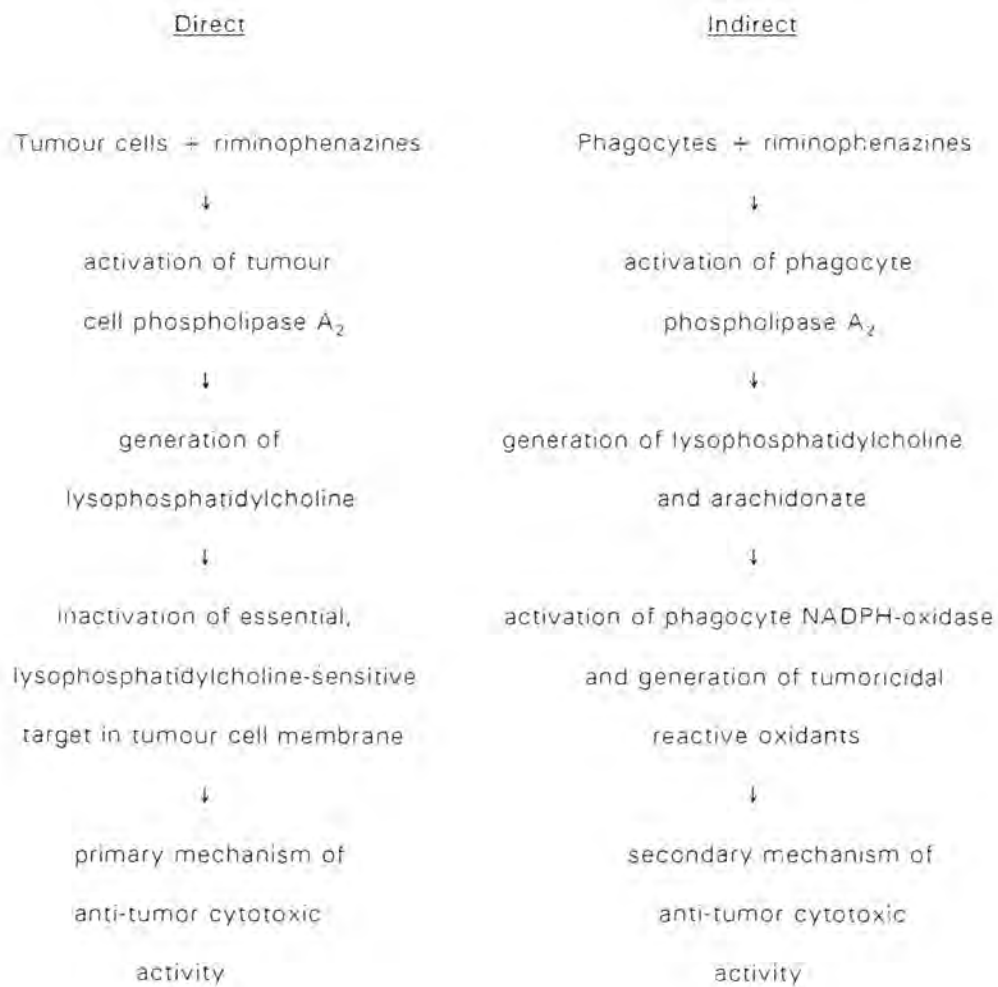 Direct
Tumour cells + riminophenazines
↓
activation of tumour
cell phospholipase A₂
↓
generation of
lysophosphatidylcholine
↓
inactivation of essential,
lysophosphatidylcholine-sensitive
target in tumour cell membrane
↓
primary mechanism of
anti-tumor cytotoxic
activity
Indirect
Phagocytes + riminophenazines
↓
activation of phagocyte
phospholipase A₂
↓
generation of lysophosphatidylcholine
and arachidonate
↓
activation of phagocyte NADPH-oxidase
and generation of tumoricidal
reactive oxidants
↓
secondary mechanism of
anti-tumor cytotoxic
activity